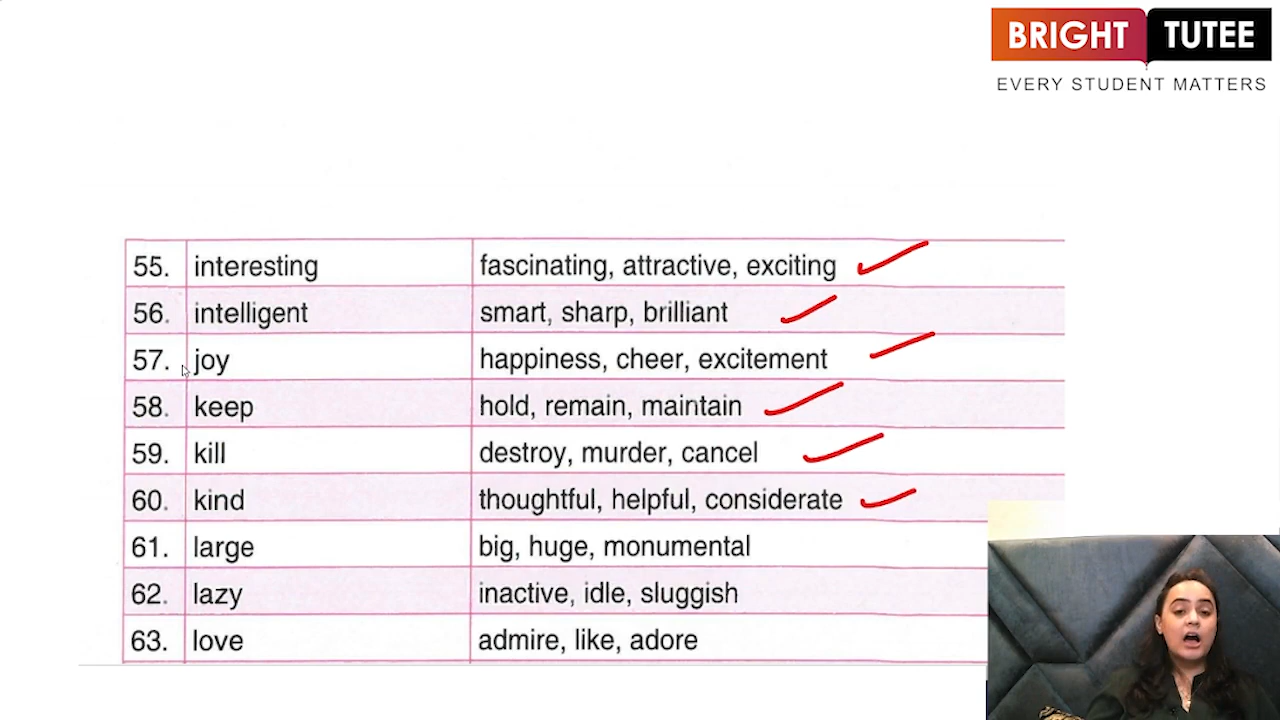 BRIGHT TUTEE
EVERY STUDENT MATTERS
55. interesting fascinating, attractive, exciting
56. intelligent smart, sharp, brilliant
57. joy happiness, cheer, excitement
58. keep hold, remain, maintain
59. kill destroy, murder, cancel
60. kind thoughtful, helpful, considerate
61. large big, huge, monumental
62. lazy inactive, idle, sluggish
63. love admire, like, adore